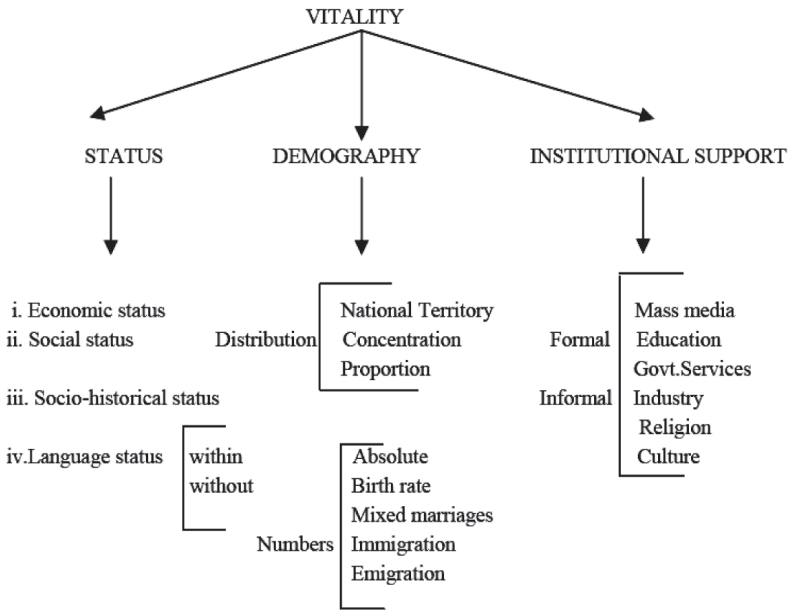 VITALITY
STATUS
DEMOGRAPHY
INSTITUTIONAL SUPPORT
i. Economic status
ii. Social status
iii. Socio-historical status
iv.Language status
within
without
Distribution
National Territory
Concentration
Proportion
Numbers
Absolute
Birth rate
Mixed marriages
Immigration
Emigration
Formal
Informal
Mass media
Education
Govt.Services
Industry
Religion
Culture